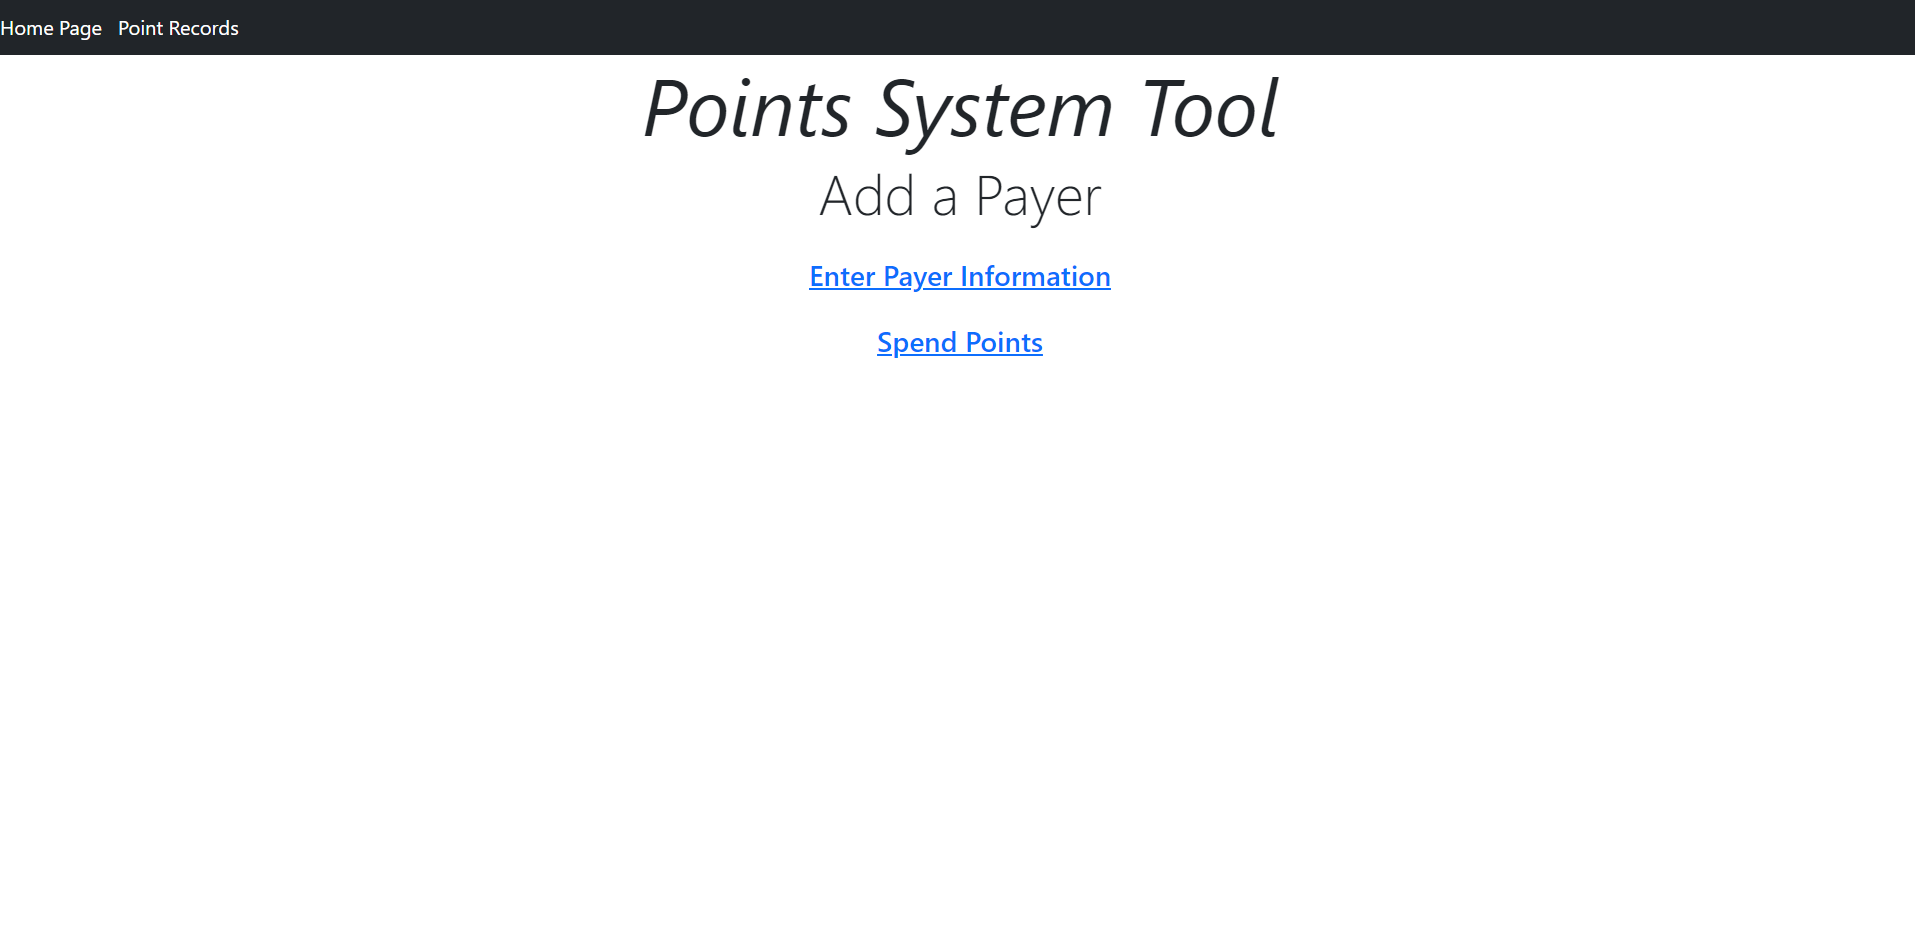 Home Page Point Records
Points System Tool
Add a Payer
Enter Payer Information
Spend Points